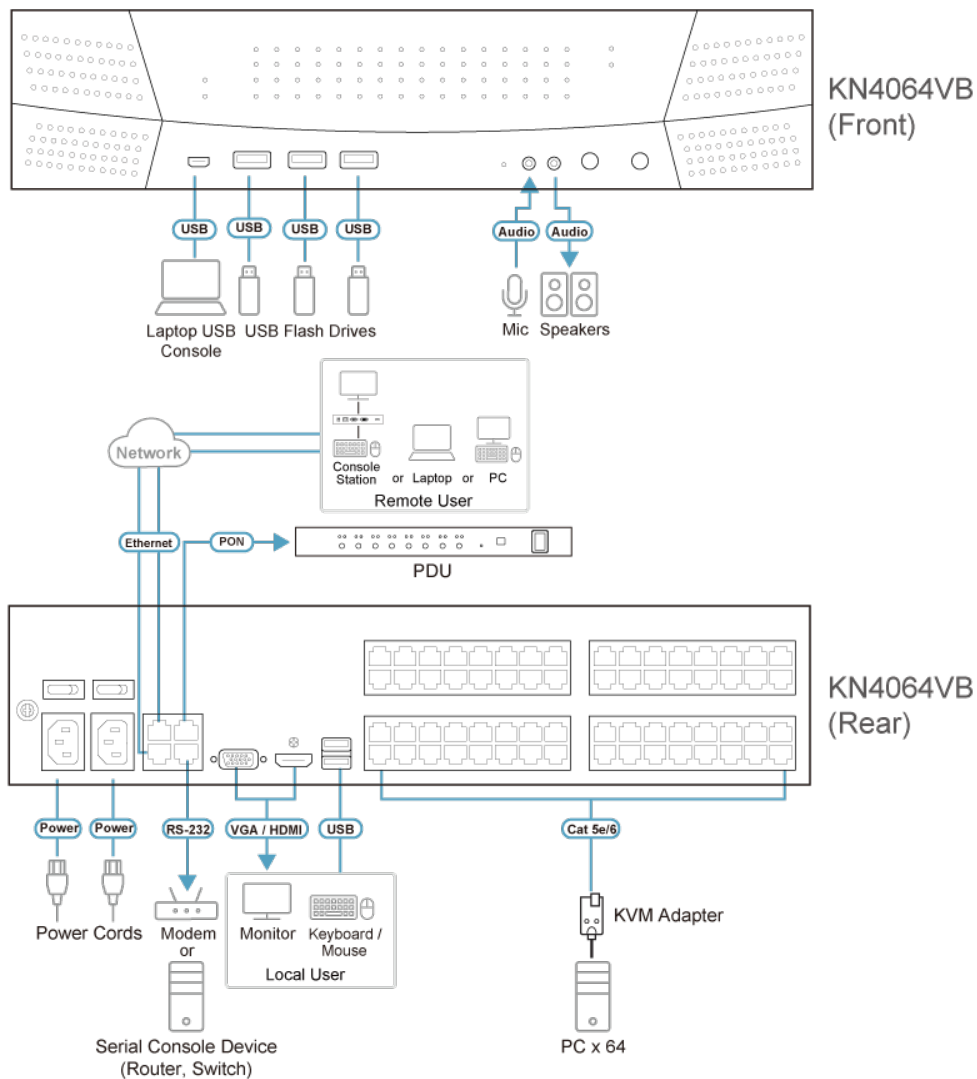 KN4064VB
(Front)
USB
USB
USB
USB
Audio
Audio
Laptop USB
Console
USB Flash Drives
Mic
Speakers
Network
Console
Station
or
Laptop
or
PC
Remote User
Ethernet
PON
PDU
KN4064VB
(Rear)
Power
Power
RS-232
VGA / HDMI
USB
Cat 5e/6
Power Cords
Modem
or
Monitor
Keyboard /
Mouse
Local User
KVM Adapter
Serial Console Device
(Router, Switch)
PC x 64